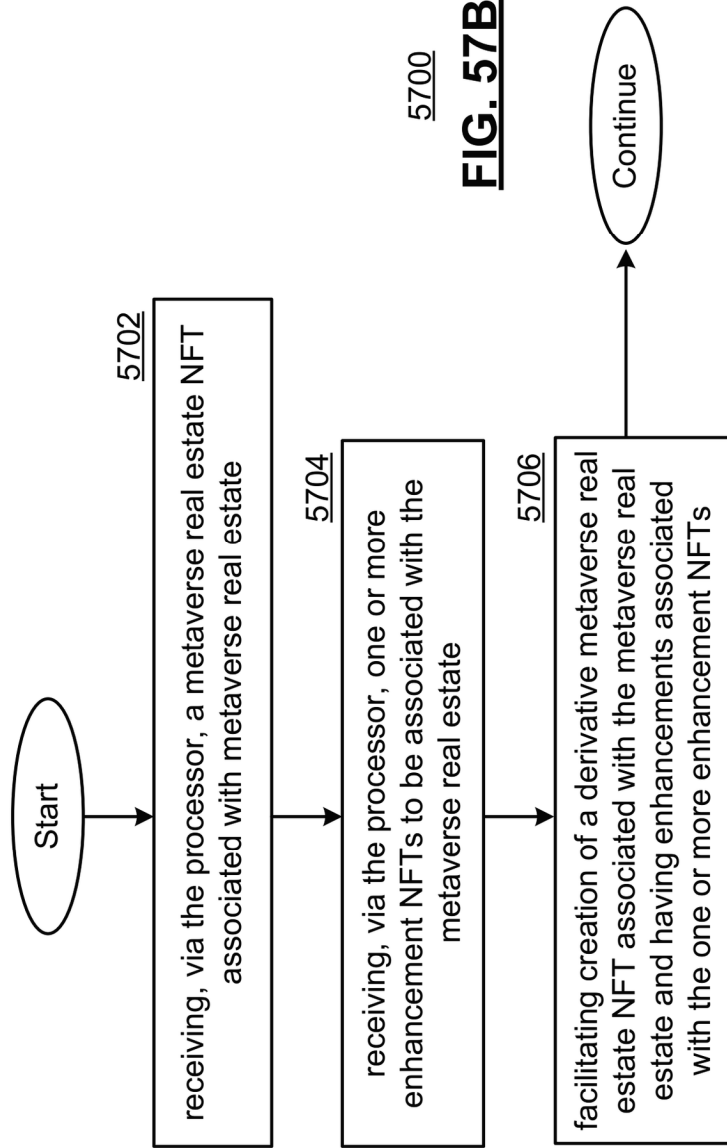 Start
5702
receiving, via the processor, a metaverse real estate NFT
associated with metaverse real estate
5704
receiving, via the processor, one or more
enhancement NFTs to be associated with the
metaverse real estate
5706
facilitating creation of a derivative metaverse real
estate NFT associated with the metaverse real
estate and having enhancements associated
with the one or more enhancement NFTs
Continue
5700
FIG. 57B